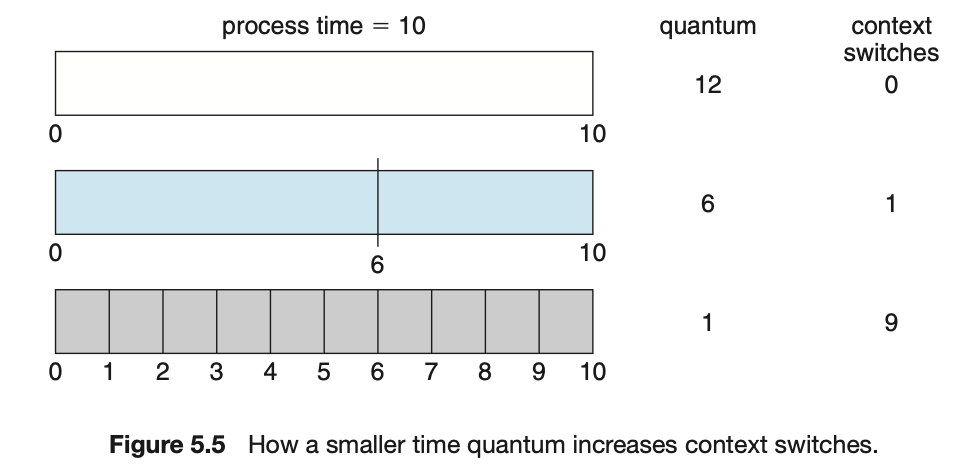 process time = 10 quantum context
switches
12 0
0 10
6 1
0 10
6
1 9
0 1 2 3 4 5 6 7 8 9 10
Figure 5.5 How a smaller time quantum increases context switches.